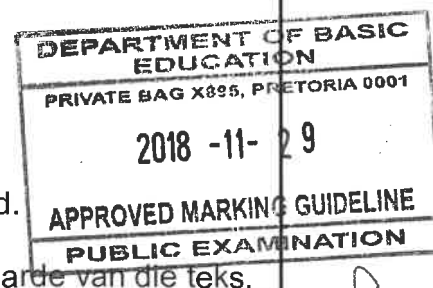 DEPARTMENT OF BASIC
EDUCATION
PRIVATE BAG X895, PRETORIA 0001
2018 -11- 29
d.
APPROVED MARKING GUIDELINE
PUBLIC EXAMINATION
arde van die teks.